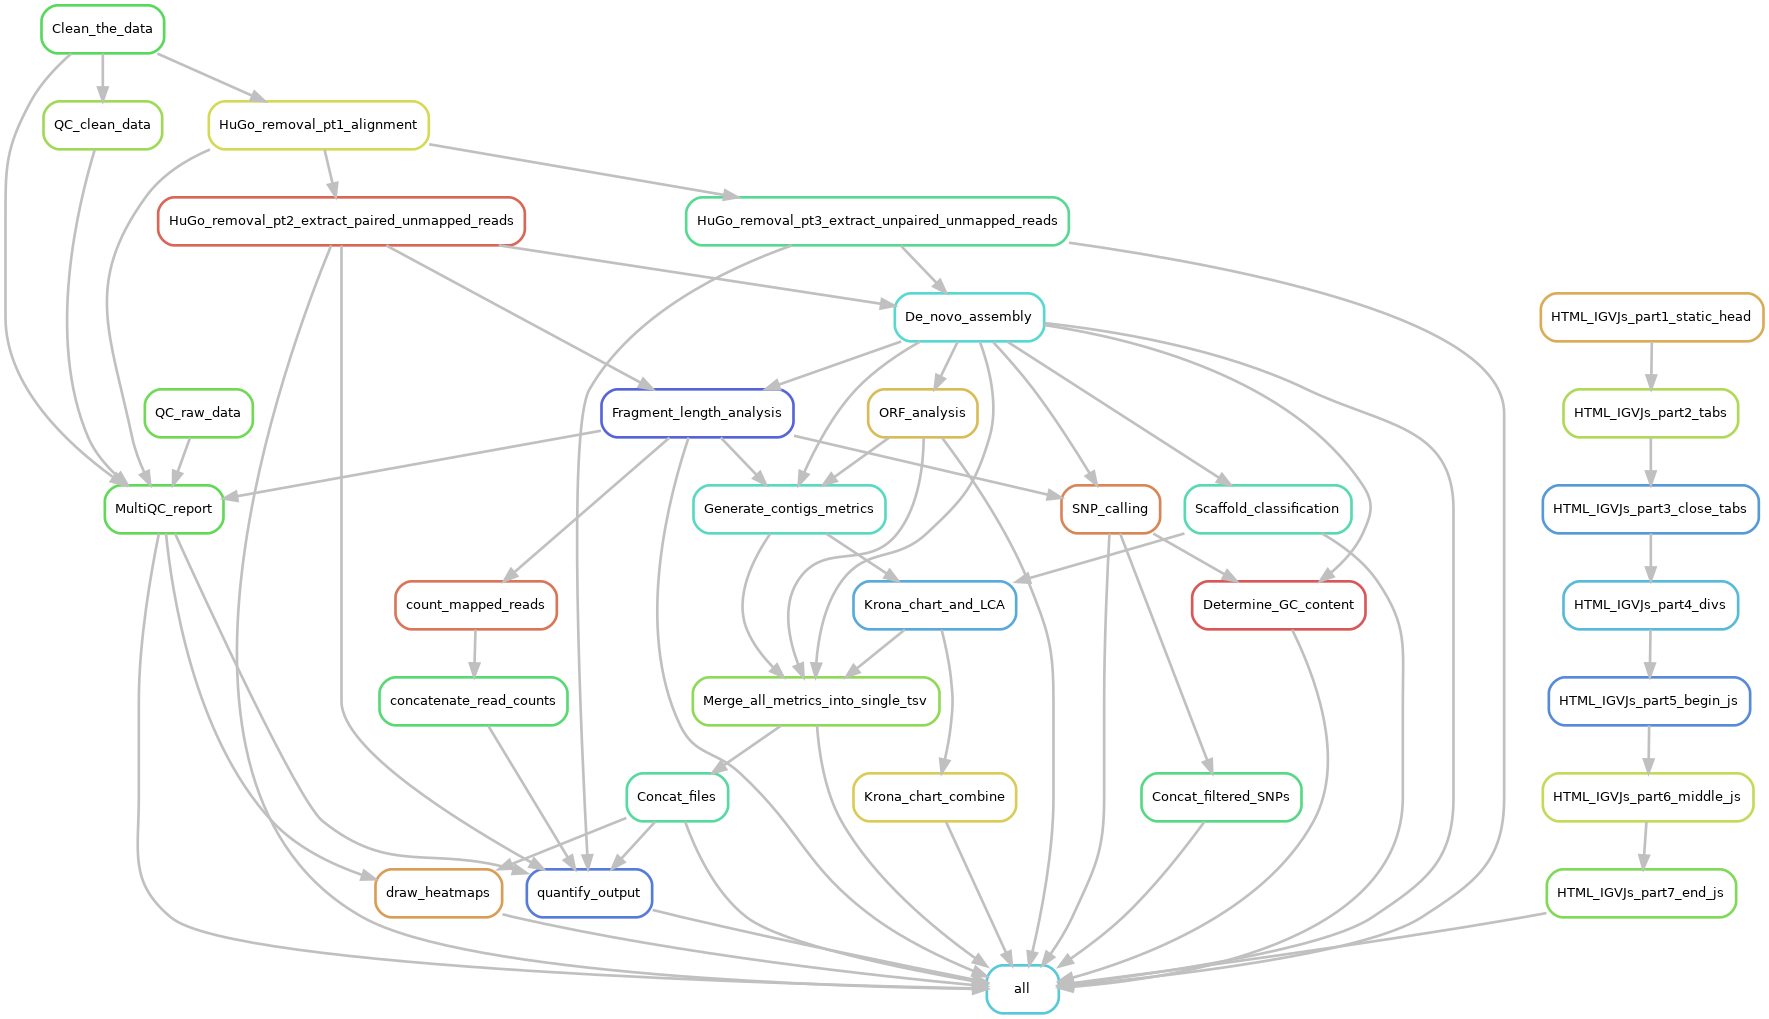 Clean_the_data
QC_clean_data
HuGo_removal_pt1_alignment
HuGo_removal_pt2_extract_paired_unmapped_reads
HuGo_removal_pt3_extract_unpaired_unmapped_reads
De_novo_assembly
HTML_IGVJs_part1_static_head
QC_raw_data
Fragment_length_analysis
ORF_analysis
HTML_IGVJs_part2_tabs
MultiQC_report
Generate_contigs_metrics
SNP_calling
Scaffold_classification
HTML_IGVJs_part3_close_tabs
count_mapped_reads
Krona_chart_and_LCA
Determine_GC_content
HTML_IGVJs_part4_divs
concatenate_read_counts
Merge_all_metrics_into_single_tsv
HTML_IGVJs_part5_begin_js
Concat_files
Krona_chart_combine
Concat_filtered_SNPs
HTML_IGVJs_part6_middle_js
draw_heatmaps
quantify_output
HTML_IGVJs_part7_end_js
all